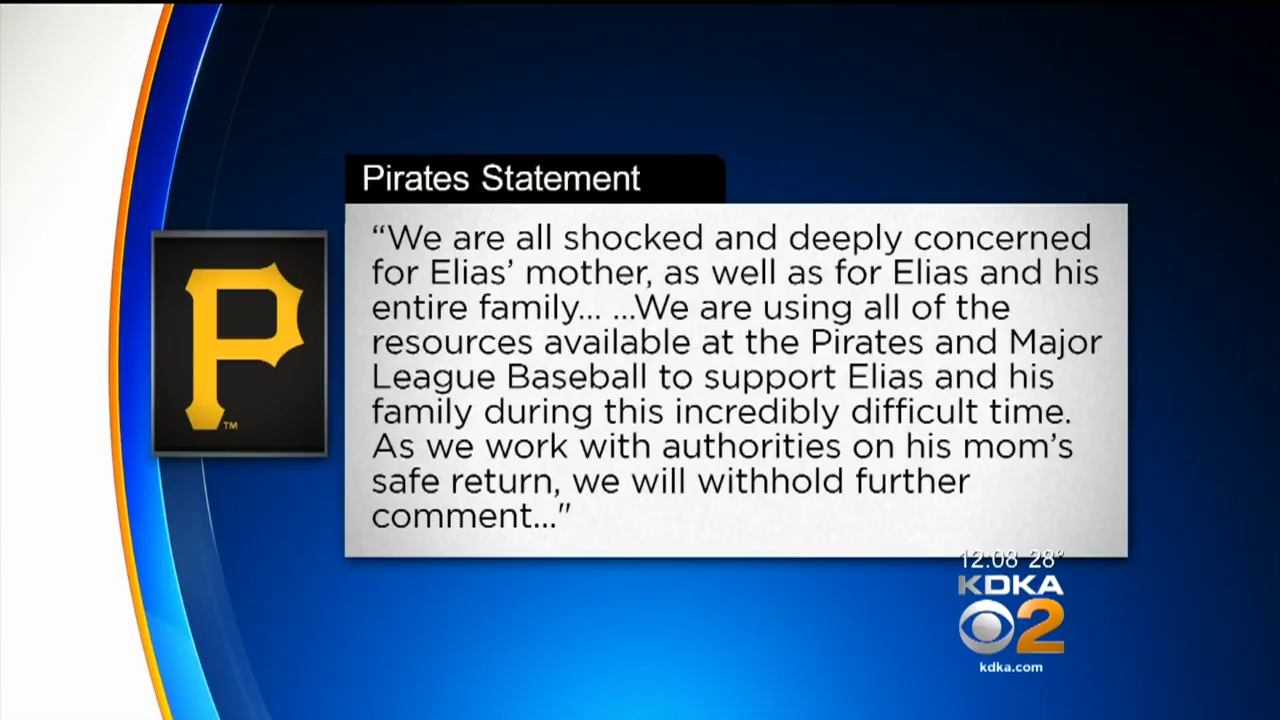 Pirates Statement
“We are all shocked and deeply concerned
for Elias’ mother, as well as for Elias and his
entire family... ...We are using all of the
resources available at the Pirates and Major
League Baseball to support Elias and his
family during this incredibly difficult time.
As we work with authorities on his mom’s
safe return, we will withhold further
comment..."
P
TM
12:08 28°
KDKA
2
kdka.com